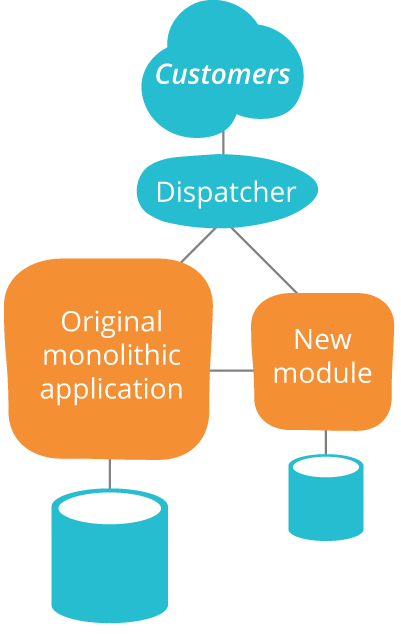 Customers
Dispatcher
Original
monolithic
application
New
module